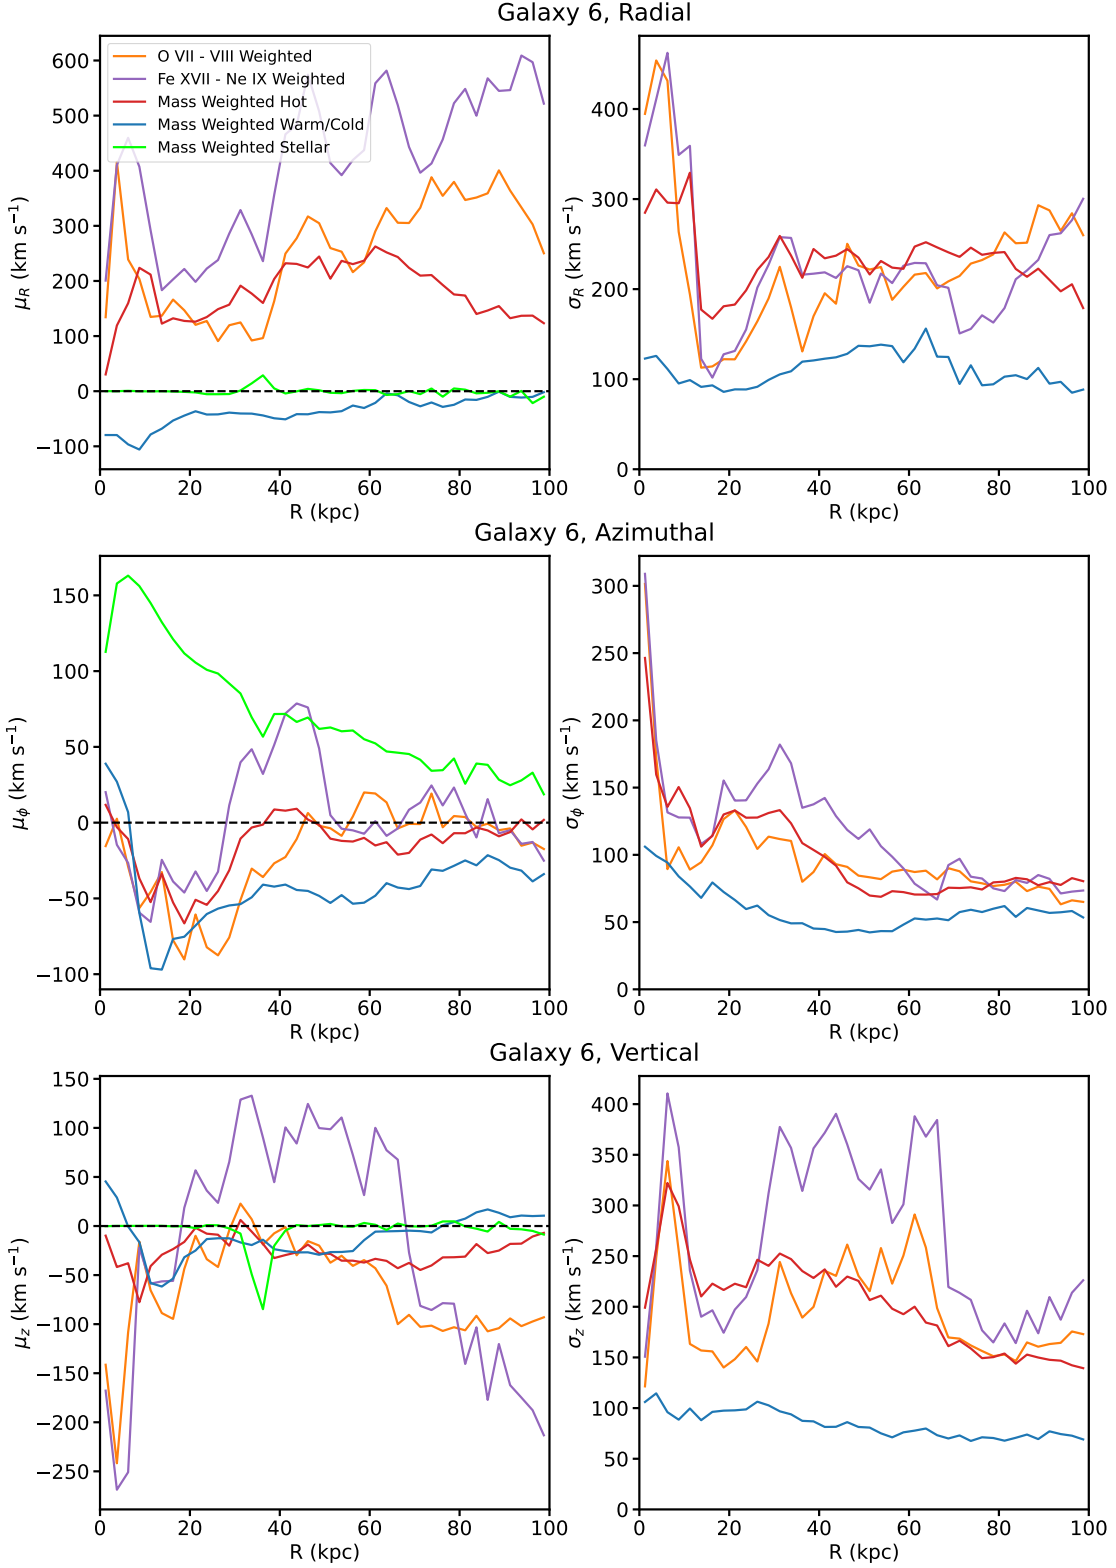 Galaxy 6, Radial
600
500
400
300
200
100
0
−100
μR (km s−1)
O VII - VIII Weighted
Fe XVII - Ne IX Weighted
Mass Weighted Hot
Mass Weighted Warm/Cold
Mass Weighted Stellar
0 20 40 60 80 100
R (kpc)
400
300
200
100
0
σR (km s−1)
0 20 40 60 80 100
R (kpc)
Galaxy 6, Azimuthal
150
100
50
0
−50
−100
μϕ (km s−1)
0 20 40 60 80 100
R (kpc)
300
250
200
150
100
50
0
σϕ (km s−1)
0 20 40 60 80 100
R (kpc)
Galaxy 6, Vertical
150
100
50
0
−50
−100
−150
−200
−250
μz (km s−1)
0 20 40 60 80 100
R (kpc)
400
350
300
250
200
150
100
50
0
σz (km s−1)
0 20 40 60 80 100
R (kpc)